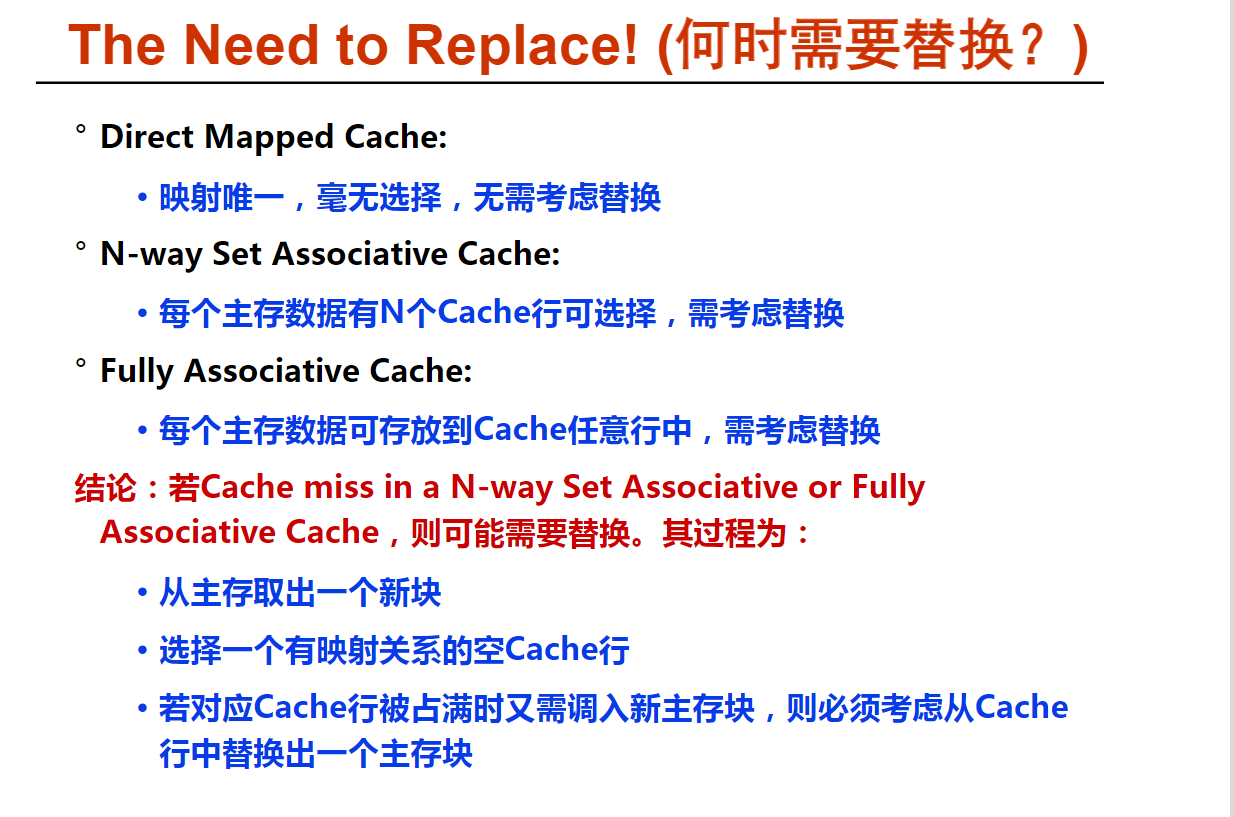 The Need to Replace! (何时需要替换？)
° Direct Mapped Cache:
• 映射唯一，毫无选择，无需考虑替换
° N-way Set Associative Cache:
• 每个主存数据有N个Cache行可选择，需考虑替换
° Fully Associative Cache:
• 每个主存数据可存放到Cache任意行中，需考虑替换
结论：若Cache miss in a N-way Set Associative or Fully
Associative Cache，则可能需要替换。其过程为：
• 从主存取出一个新块
• 选择一个有映射关系的空Cache行
• 若对应Cache行被占满时又需调入新主存块，则必须考虑从Cache
行中替换出一个主存块